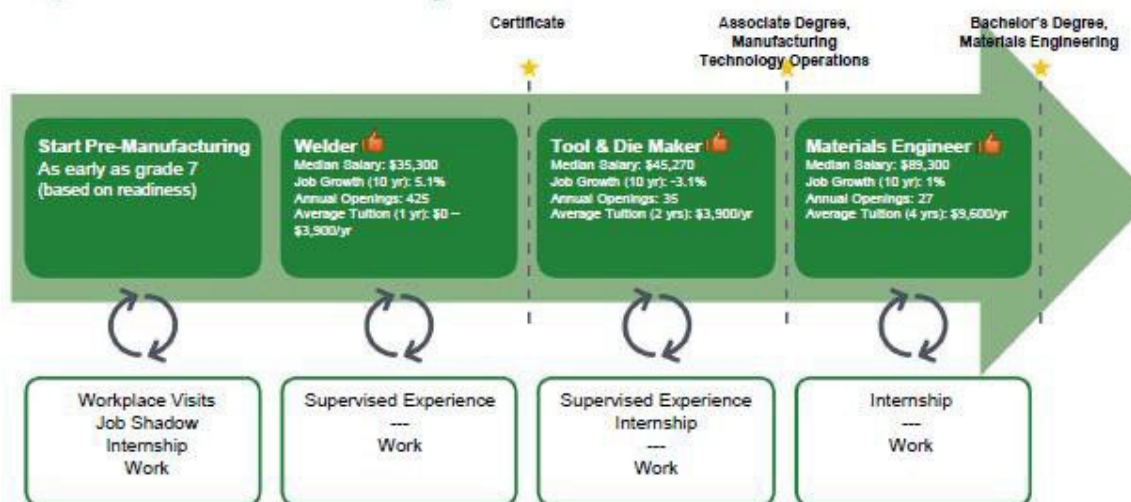 Certificate
Associate Degree,
Manufacturing
Technology Operations
Bachelor's Degree,
Materials Engineering
Start Pre-Manufacturing
As early as grade 7
(based on readiness)
Welder
Median Salary: $35,300
Job Growth (10 yr): 5.1%
Annual Openings: 425
Average Tuition (1 yr): $0 –
$3,900/yr
Tool & Die Maker
Median Salary: $45,270
Job Growth (10 yr): -3.1%
Annual Openings: 35
Average Tuition (2 yrs): $3,900/yr
Materials Engineer
Median Salary: $89,300
Job Growth (10 yr): 1%
Annual Openings: 27
Average Tuition (4 yrs): $9,600/yr
Workplace Visits
Job Shadow
Internship
Work
Supervised Experience
---
Work
Supervised Experience
Internship
---
Work
Internship
---
Work